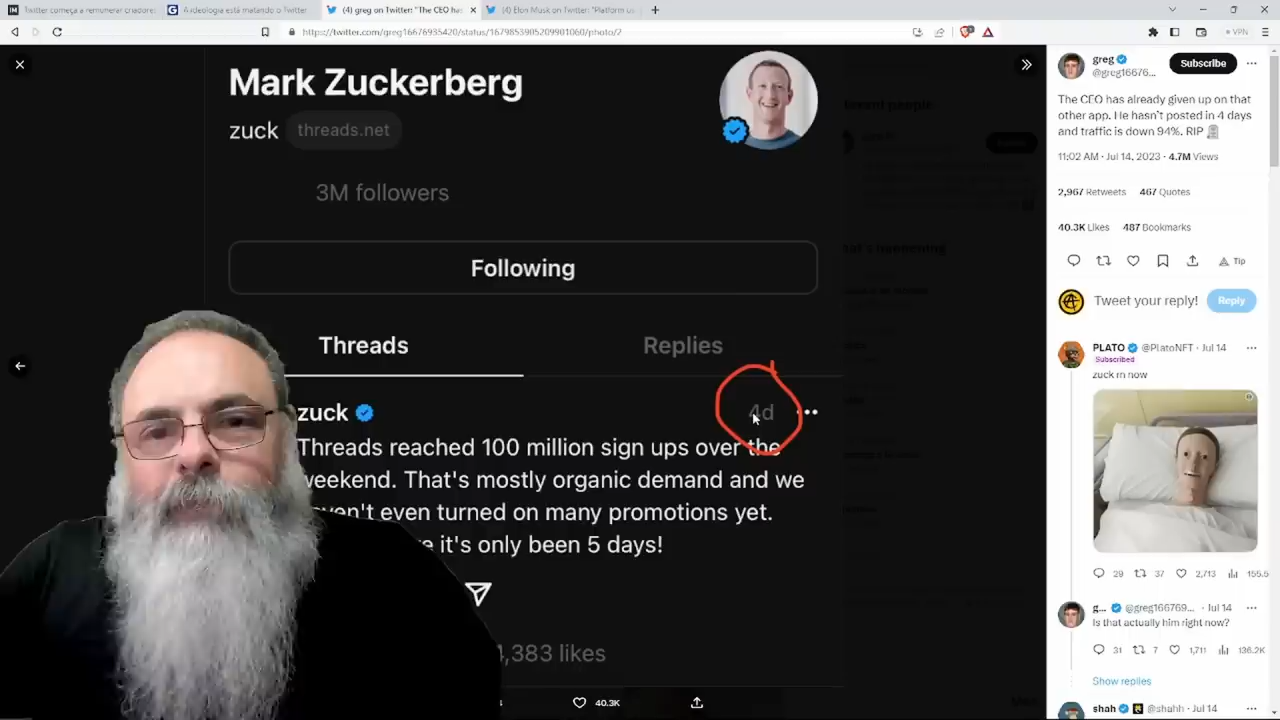 Twitter começa a remunerar criadores
A ideologia está matando o Twitter
(4) greg on Twitter: "The CEO has
(4) Elon Musk on Twitter: "Platform us
https://twitter.com/greg16676935420/status/1679853905209901060/photo/2
VPN
Mark Zuckerberg
zuck threads.net
3M followers
Following
Threads Replies
zuck 4d
Threads reached 100 million sign ups over the
weekend. That's mostly organic demand and we
even turned on many promotions yet.
it's only been 5 days!
,383 likes
40.3K
greg
@greg16676...
Subscribe
The CEO has already given up on that
other app. He hasn't posted in 4 days
and traffic is down 94%. RIP
11:02 AM · Jul 14, 2023 · 4.7M Views
2,967 Retweets 467 Quotes
40.3K Likes 487 Bookmarks
Tip
Tweet your reply! Reply
PLATO @PlatoNFT · Jul 14
Subscribed
zuck rn now
29 37 2,713 155.5
g... @greg166769... · Jul 14
Is that actually him right now?
31 7 1,711 136.2K
Show replies
shah @shahh · Jul 14